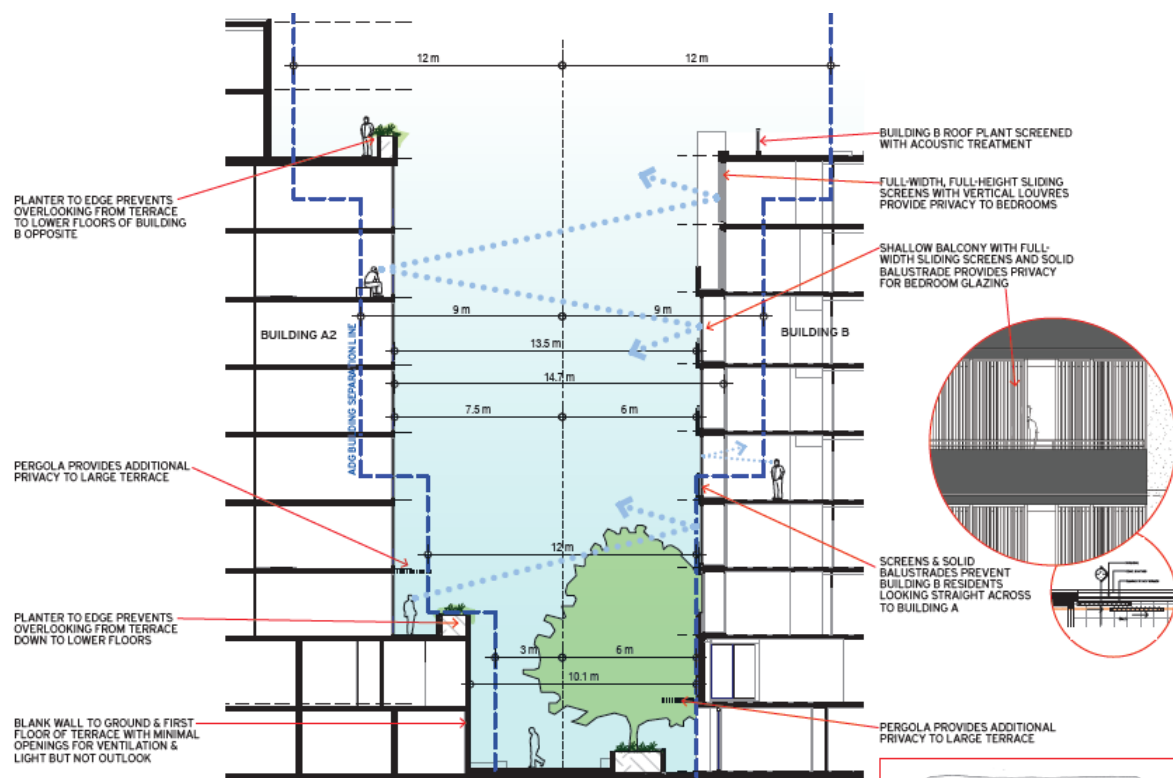 12 m
12 m
BUILDING B ROOF PLANT SCREENED
WITH ACOUSTIC TREATMENT
FULL-WIDTH, FULL-HEIGHT SLIDING
SCREENS WITH VERTICAL LOUVRES
PROVIDE PRIVACY TO BEDROOMS
PLANTER TO EDGE PREVENTS
OVERLOOKING FROM TERRACE
TO LOWER FLOORS OF BUILDING
B OPPOSITE
SHALLOW BALCONY WITH FULL-
WIDTH SLIDING SCREENS AND SOLID
BALUSTRADE PROVIDES PRIVACY
FOR BEDROOM GLAZING
9 m
9 m
BUILDING A2
BUILDING B
13.5 m
14.7 m
7.5 m
6 m
ADG BUILDING SEPARATION LINE
PERGOLA PROVIDES ADDITIONAL
PRIVACY TO LARGE TERRACE
12 m
SCREENS & SOLID
BALUSTRADES PREVENT
BUILDING B RESIDENTS
LOOKING STRAIGHT ACROSS
TO BUILDING A
PLANTER TO EDGE PREVENTS
OVERLOOKING FROM TERRACE
DOWN TO LOWER FLOORS
3 m
6 m
10.1 m
BLANK WALL TO GROUND & FIRST
FLOOR OF TERRACE WITH MINIMAL
OPENINGS FOR VENTILATION &
LIGHT BUT NOT OUTLOOK
PERGOLA PROVIDES ADDITIONAL
PRIVACY TO LARGE TERRACE